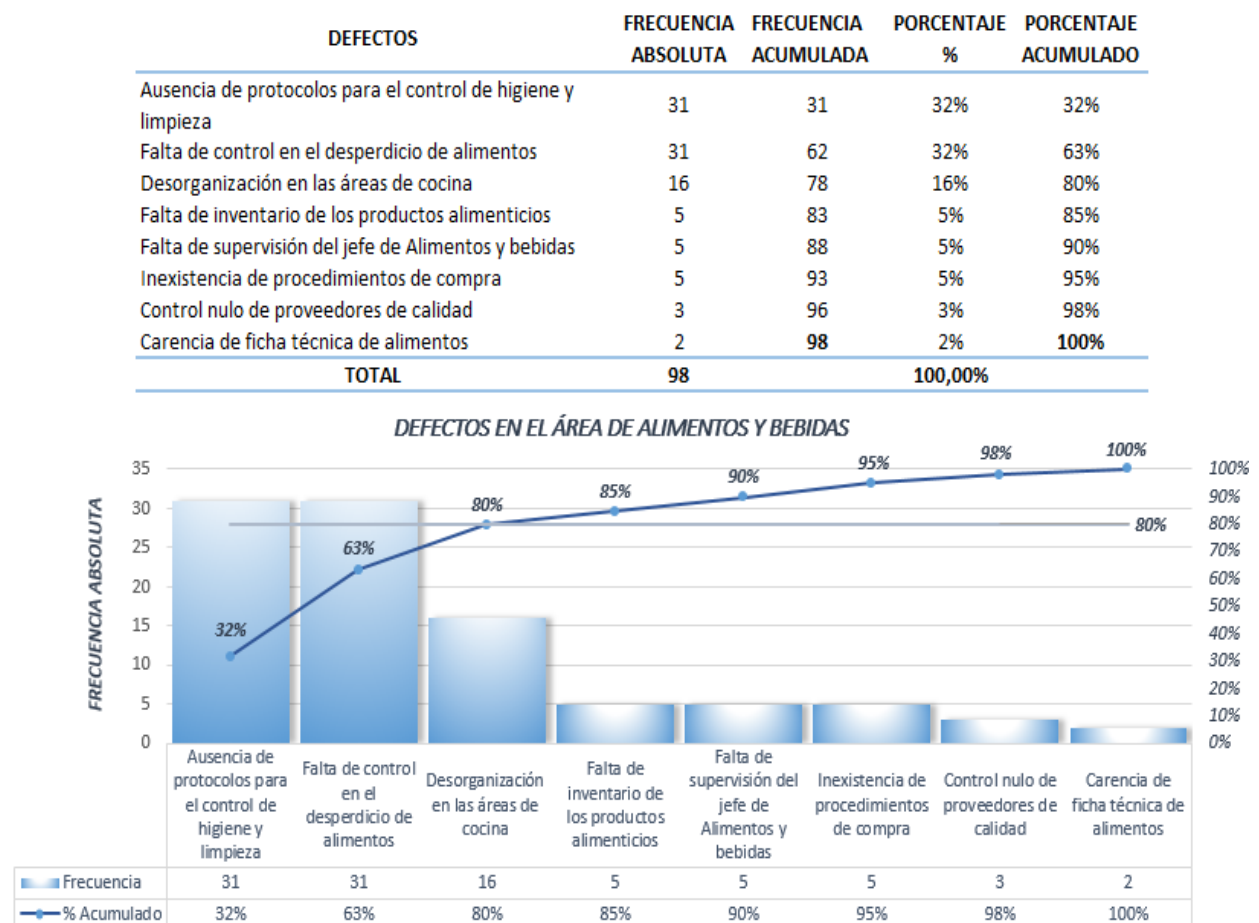 DEFECTOS FRECUENCIA ABSOLUTA FRECUENCIA ACUMULADA PORCENTAJE % PORCENTAJE ACUMULADO
Ausencia de protocolos para el control de higiene y
limpieza 31 31 32% 32%
Falta de control en el desperdicio de alimentos 31 62 32% 63%
Desorganización en las áreas de cocina 16 78 16% 80%
Falta de inventario de los productos alimenticios 5 83 5% 85%
Falta de supervisión del jefe de Alimentos y bebidas 5 88 5% 90%
Inexistencia de procedimientos de compra 5 93 5% 95%
Control nulo de proveedores de calidad 3 96 3% 98%
Carencia de ficha técnica de alimentos 2 98 2% 100%
TOTAL 98 100,00%
DEFECTOS EN EL ÁREA DE ALIMENTOS Y BEBIDAS
FRECUENCIA ABSOLUTA
35
30
25
20
15
10
5
0
32%
63%
80%
85%
90%
95%
98%
100%
80%
100%
90%
80%
70%
60%
50%
40%
30%
20%
10%
0%
Ausencia de
protocolos para
el control de
higiene y
limpieza
Falta de control
en el
desperdicio de
alimentos
Desorganización
en las áreas de
cocina
Falta de
inventario de
los productos
alimenticios
Falta de
supervisión del
jefe de
Alimentos y
bebidas
Inexistencia de
procedimientos
de compra
Control nulo de
proveedores de
calidad
Carencia de
ficha técnica de
alimentos
Frecuencia 31 31 16 5 5 5 3 2
% Acumulado 32% 63% 80% 85% 90% 95% 98% 100%